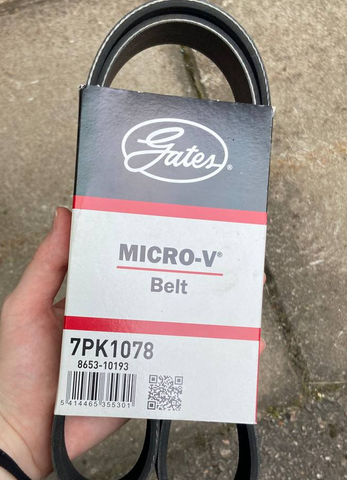 Gates®
MICRO-V®
Belt
7PK1078
8653-10193
5 414465 355301